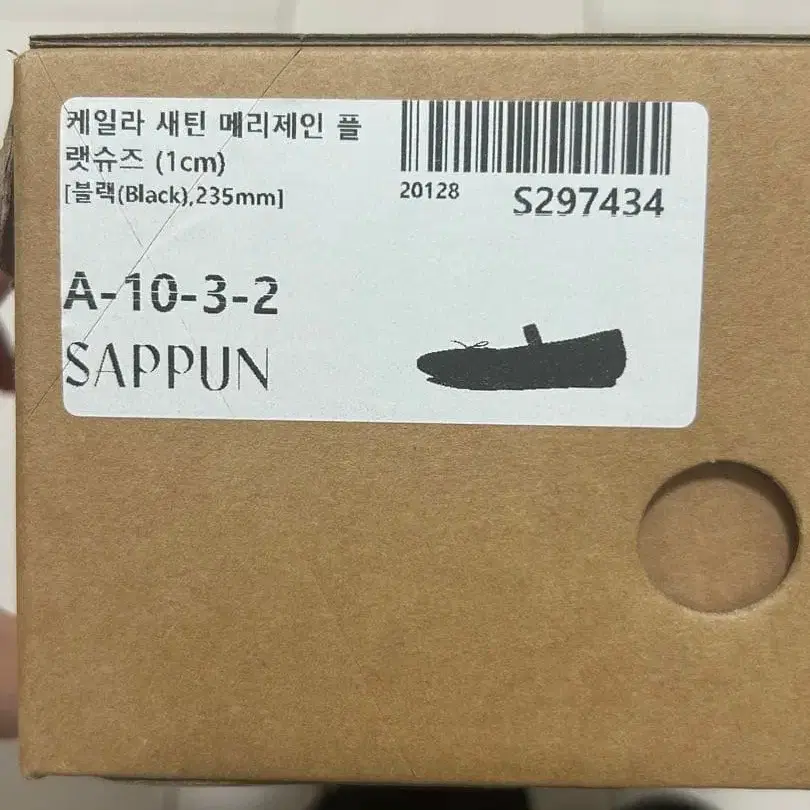 케일라 새틴 메리제인 플
랫슈즈 (1cm)
[블랙(Black),235mm]
20128
S297434
A-10-3-2
SAPPUN